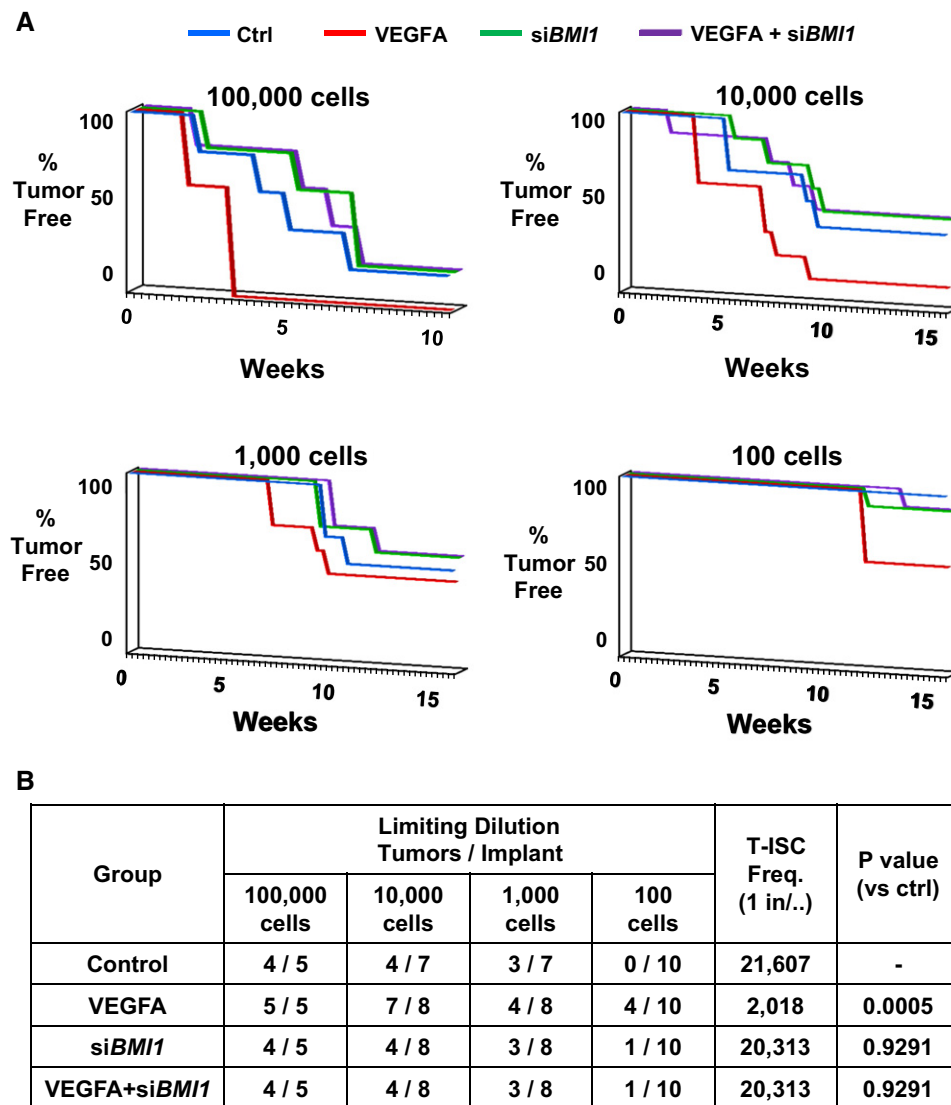 A
Ctrl VEGFA siBMI1 VEGFA + siBMI1
100,000 cells
100
50
0
% Tumor Free
0 5 10
Weeks
10,000 cells
100
50
0
% Tumor Free
0 5 10 15
Weeks
1,000 cells
100
50
0
% Tumor Free
0 5 10 15
Weeks
100 cells
100
50
0
% Tumor Free
0 5 10 15
Weeks
B
Group
Limiting Dilution
Tumors / Implant
T-ISC
Freq.
(1 in/..)
P value
(vs ctrl)
100,000 cells
10,000 cells
1,000 cells
100 cells
Control 4 / 5 4 / 7 3 / 7 0 / 10 21,607 -
VEGFA 5 / 5 7 / 8 4 / 8 4 / 10 2,018 0.0005
siBMI1 4 / 5 4 / 8 3 / 8 1 / 10 20,313 0.9291
VEGFA+siBMI1 4 / 5 4 / 8 3 / 8 1 / 10 20,313 0.9291